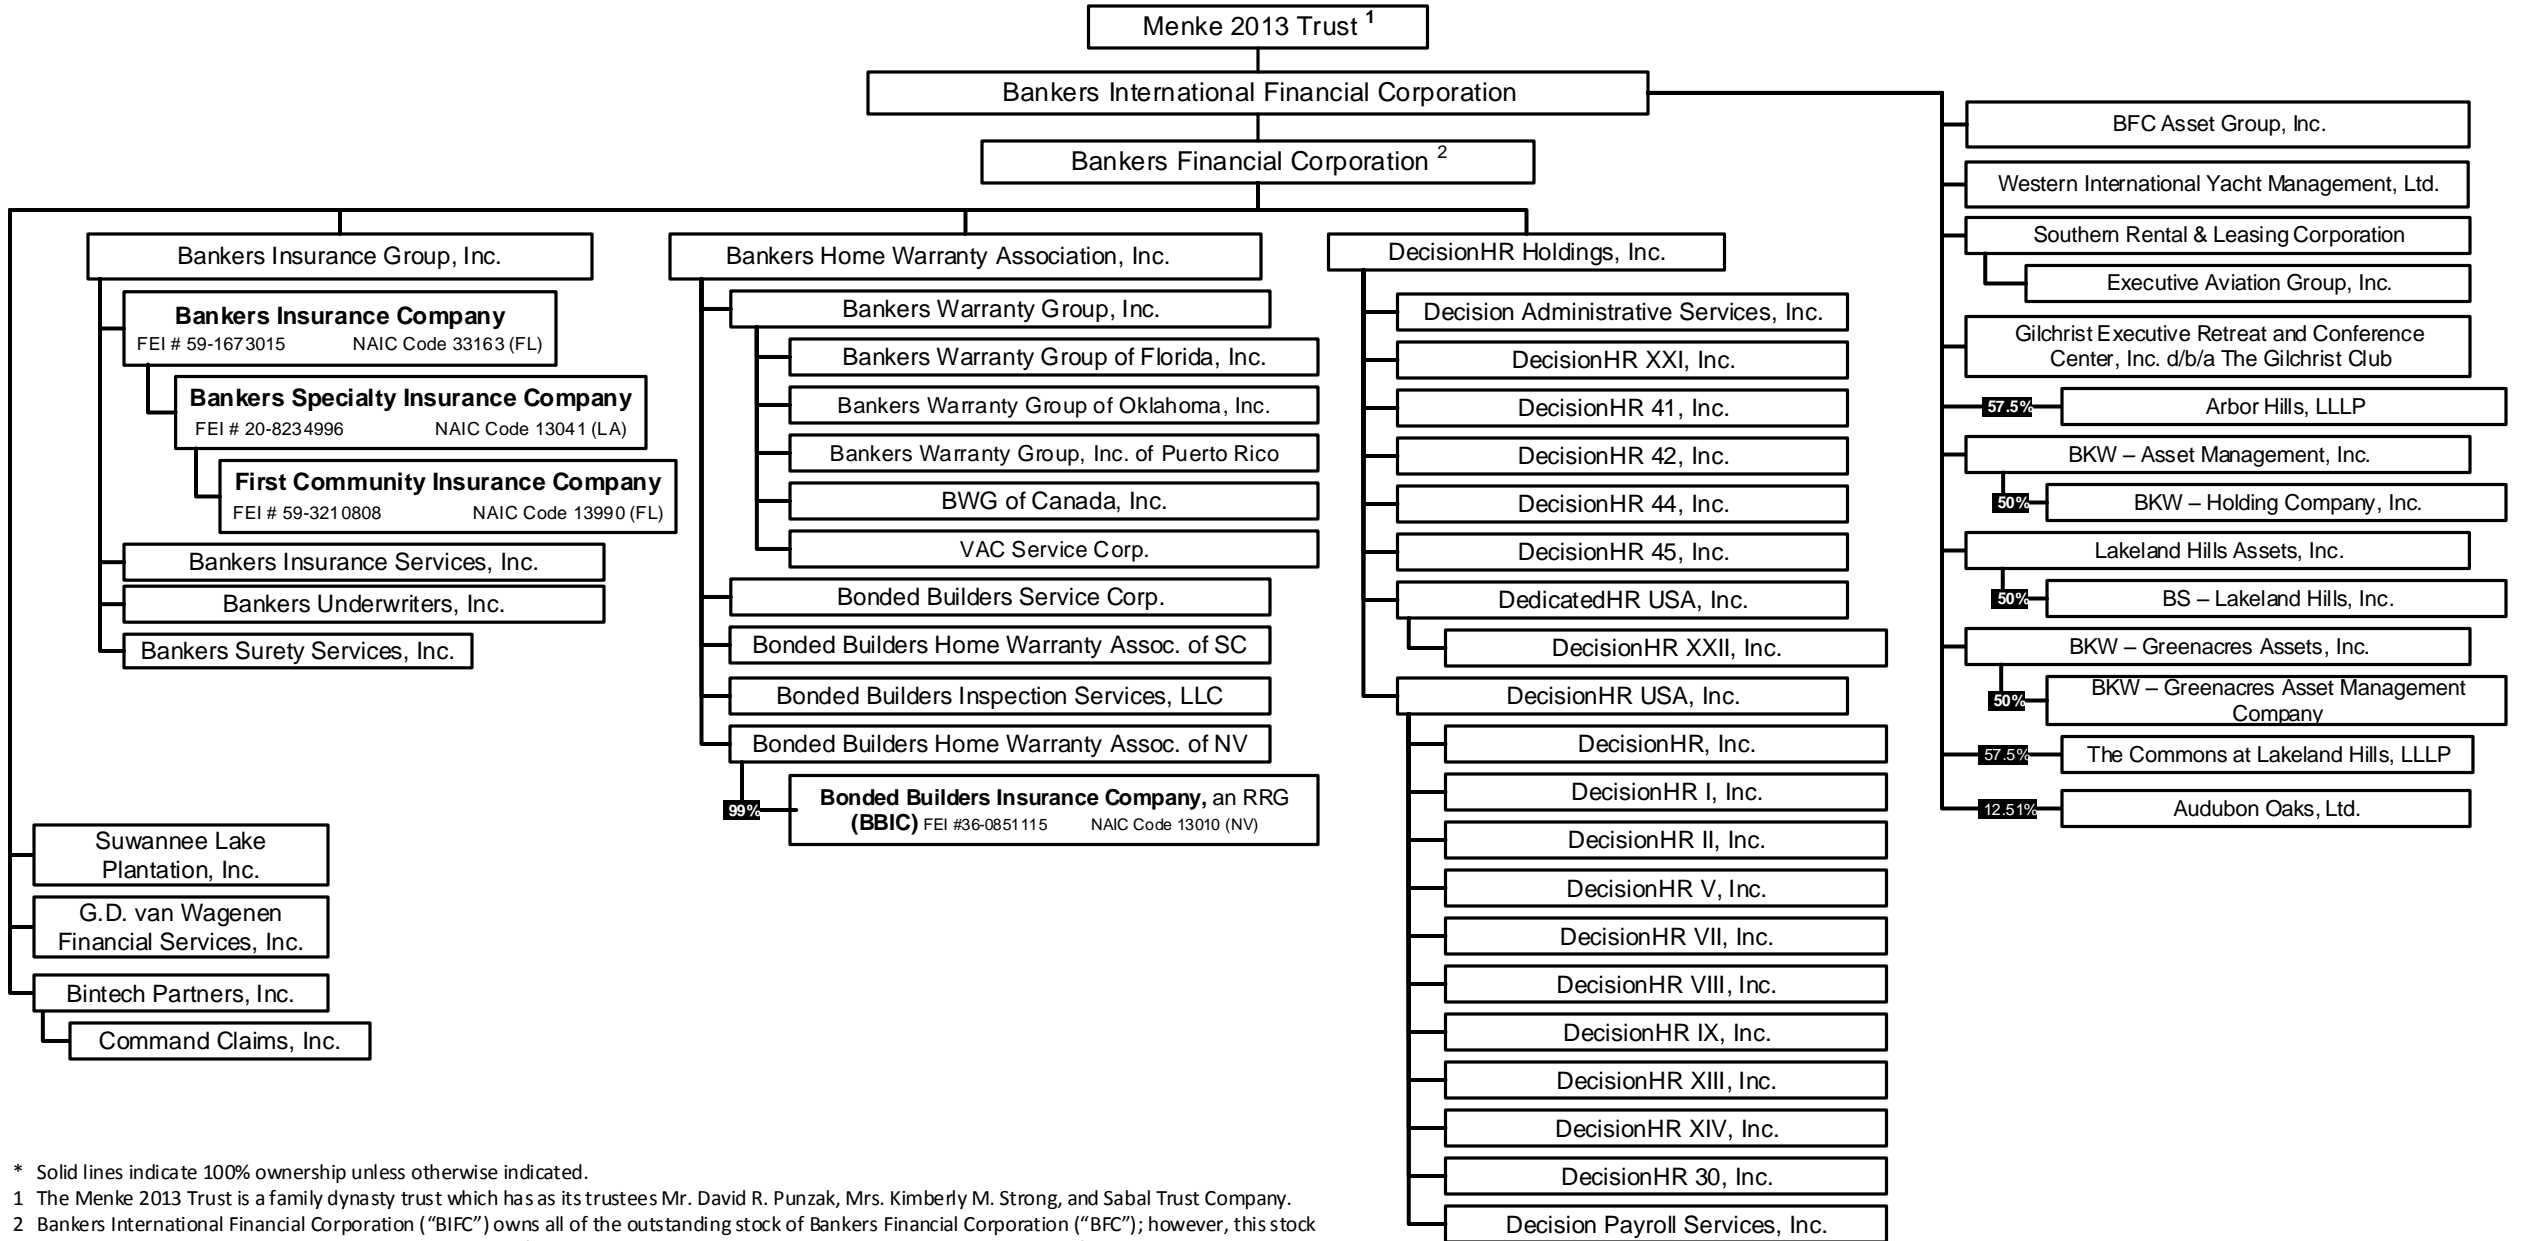 Menke 2013 Trust 1
Bankers International Financial Corporation
Bankers Financial Corporation 2
Bankers Insurance Group, Inc.
Bankers Insurance Company
FEI # 59-1673015 NAIC Code 33163 (FL)
Bankers Specialty Insurance Company
FEI # 20-8234996 NAIC Code 13041 (LA)
First Community Insurance Company
FEI # 59-3210808 NAIC Code 13990 (FL)
Bankers Insurance Services, Inc.
Bankers Underwriters, Inc.
Bankers Surety Services, Inc.
Suwannee Lake
Plantation, Inc.
G.D. van Wagenen
Financial Services, Inc.
Bintech Partners, Inc.
Command Claims, Inc.
Bankers Home Warranty Association, Inc.
Bankers Warranty Group, Inc.
Bankers Warranty Group of Florida, Inc.
Bankers Warranty Group of Oklahoma, Inc.
Bankers Warranty Group, Inc. of Puerto Rico
BWG of Canada, Inc.
VAC Service Corp.
Bonded Builders Service Corp.
Bonded Builders Home Warranty Assoc. of SC
Bonded Builders Inspection Services, LLC
Bonded Builders Home Warranty Assoc. of NV
99%
Bonded Builders Insurance Company, an RRG
(BBIC) FEI #36-0851115 NAIC Code 13010 (NV)
DecisionHR Holdings, Inc.
Decision Administrative Services, Inc.
DecisionHR XXI, Inc.
DecisionHR 41, Inc.
DecisionHR 42, Inc.
DecisionHR 44, Inc.
DecisionHR 45, Inc.
DedicatedHR USA, Inc.
DecisionHR XXII, Inc.
DecisionHR USA, Inc.
DecisionHR, Inc.
DecisionHR I, Inc.
DecisionHR II, Inc.
DecisionHR V, Inc.
DecisionHR VII, Inc.
DecisionHR VIII, Inc.
DecisionHR IX, Inc.
DecisionHR XIII, Inc.
DecisionHR XIV, Inc.
DecisionHR 30, Inc.
Decision Payroll Services, Inc.
BFC Asset Group, Inc.
Western International Yacht Management, Ltd.
Southern Rental & Leasing Corporation
Executive Aviation Group, Inc.
Gilchrist Executive Retreat and Conference
Center, Inc. d/b/a The Gilchrist Club
57.5% Arbor Hills, LLLP
BKW – Asset Management, Inc.
50% BKW – Holding Company, Inc.
Lakeland Hills Assets, Inc.
50% BS – Lakeland Hills, Inc.
BKW – Greenacres Assets, Inc.
50% BKW – Greenacres Asset Management
Company
57.5% The Commons at Lakeland Hills, LLLP
12.51% Audubon Oaks, Ltd.
* Solid lines indicate 100% ownership unless otherwise indicated.
1 The Menke 2013 Trust is a family dynasty trust which has as its trustees Mr. David R. Punzak, Mrs. Kimberly M. Strong, and Sabal Trust Company.
2 Bankers International Financial Corporation (“BIFC”) owns all of the outstanding stock of Bankers Financial Corporation (“BFC”); however, this stock